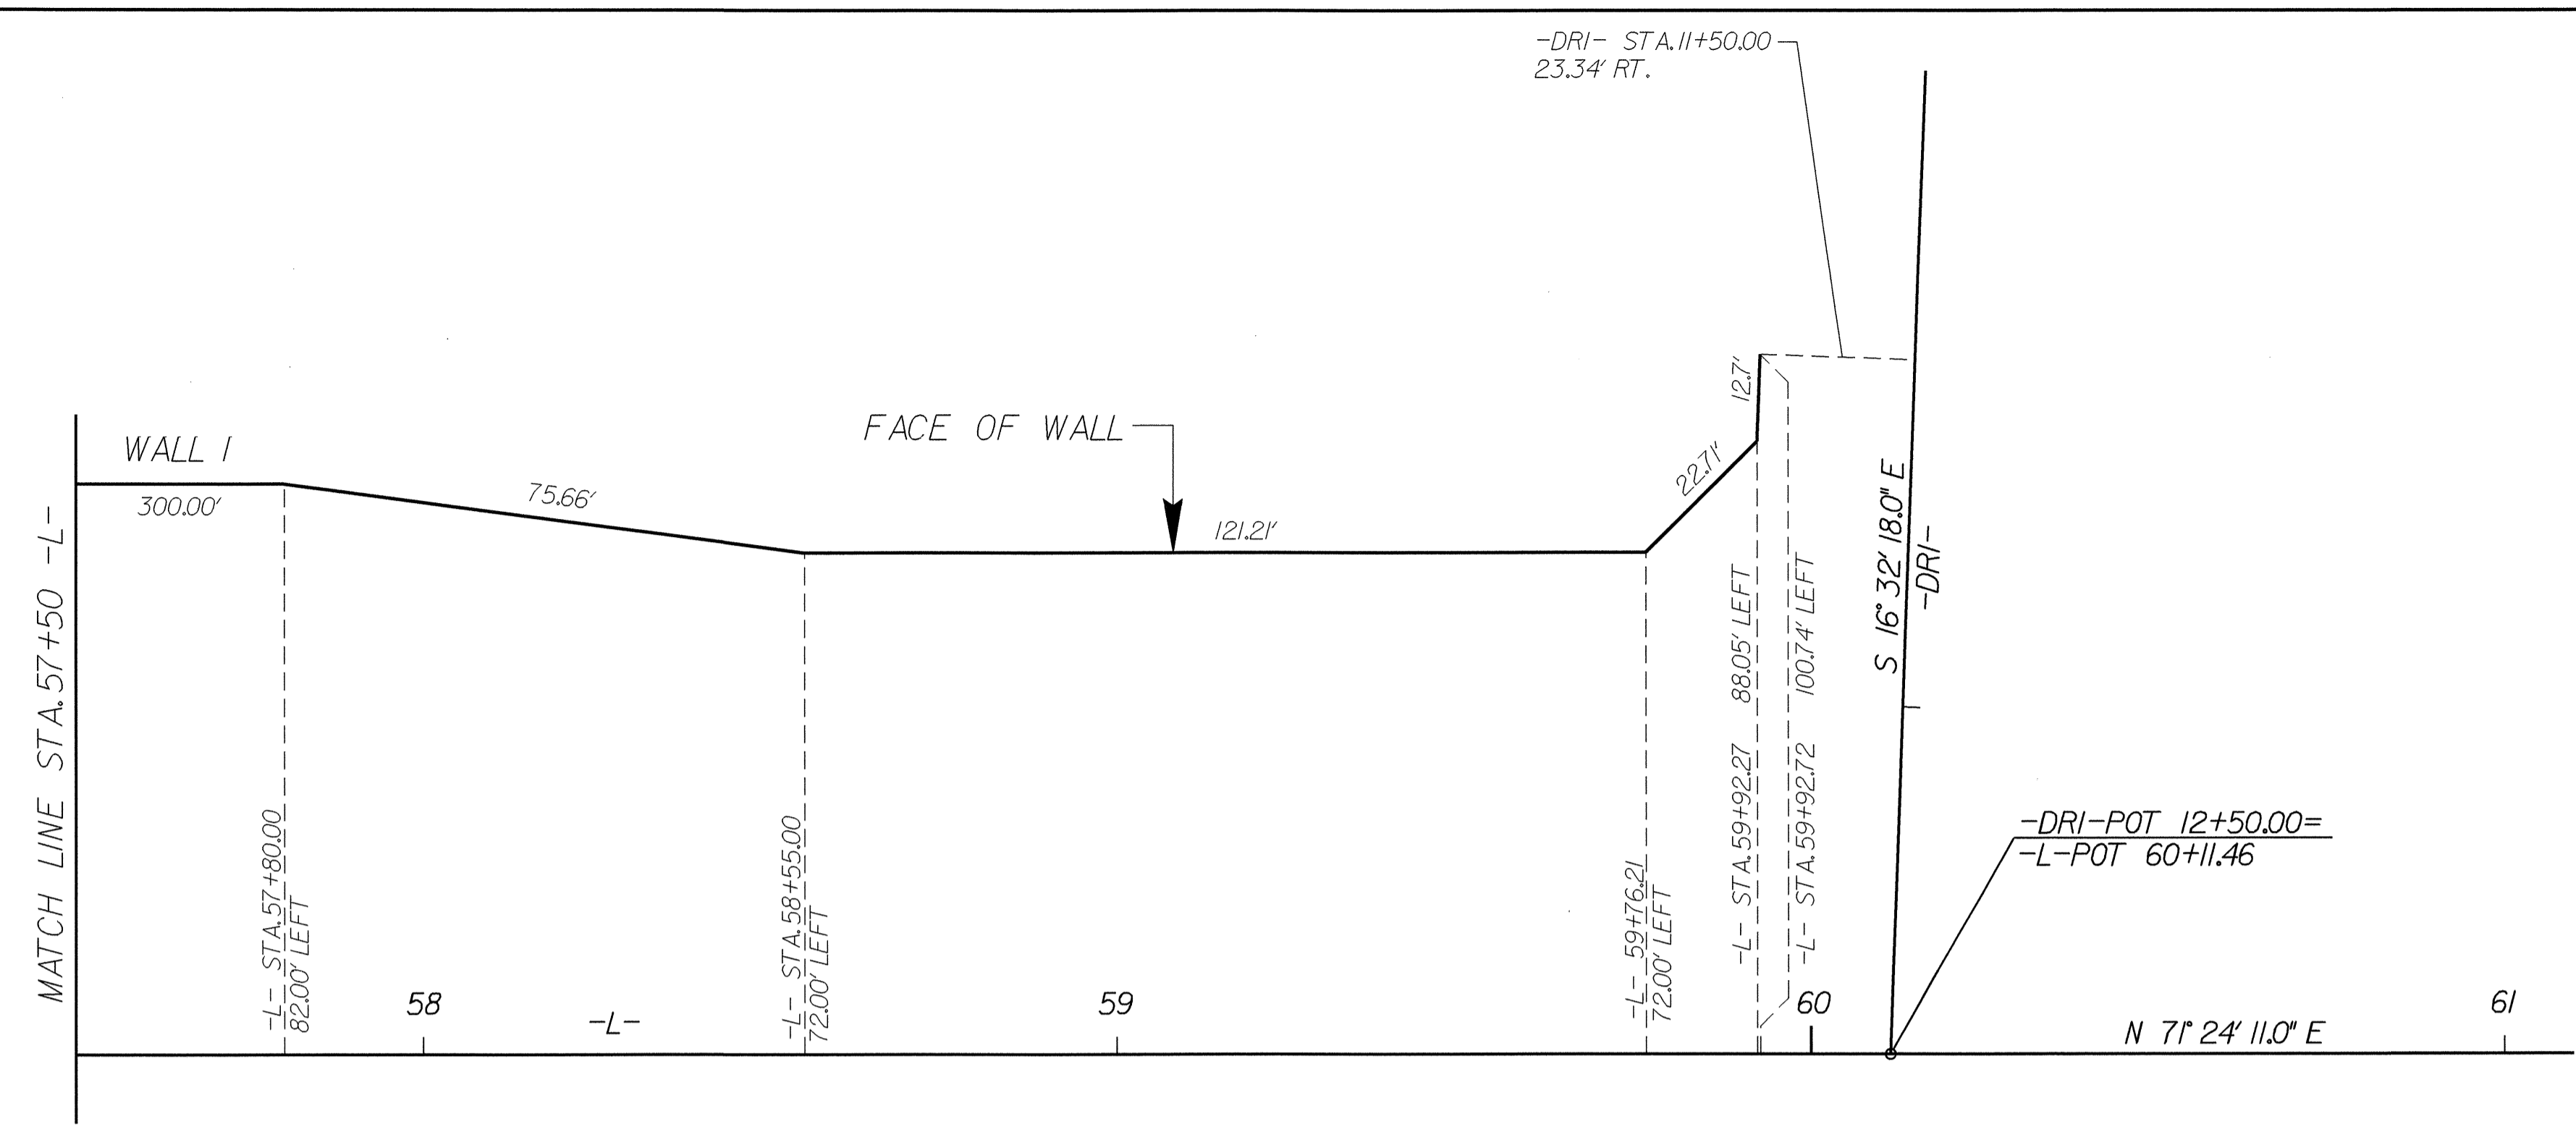 -DRI- STA.11+50.00
23.34' RT.
WALL 1
300.00'
75.66'
FACE OF WALL
121.21'
22.71'
12.7'
MATCH LINE STA.57+50 -L-
-L- STA.57+80.00
82.00' LEFT
-L- STA.58+55.00
72.00' LEFT
-L- 59+76.21
72.00' LEFT
-L- STA.59+92.27 88.05' LEFT
-L- STA.59+92.72 100.74' LEFT
S 16° 32' 18.0" E
-DRI-
-DRI-POT 12+50.00=
-L-POT 60+11.46
58
-L-
59
60
61
N 71° 24' 11.0" E